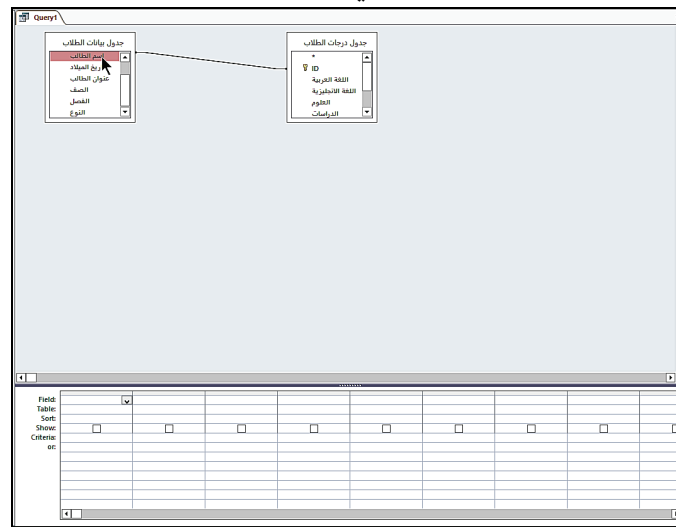 Query1
جدول بيانات الطلاب
اسم الطالب
تاريخ الميلاد
عنوان الطالب
الصف
الفصل
النوع
جدول درجات الطلاب
*
ID
اللغة العربية
اللغة الانجليزية
العلوم
الدراسات
Field:
Table:
Sort:
Show:
Criteria:
or: